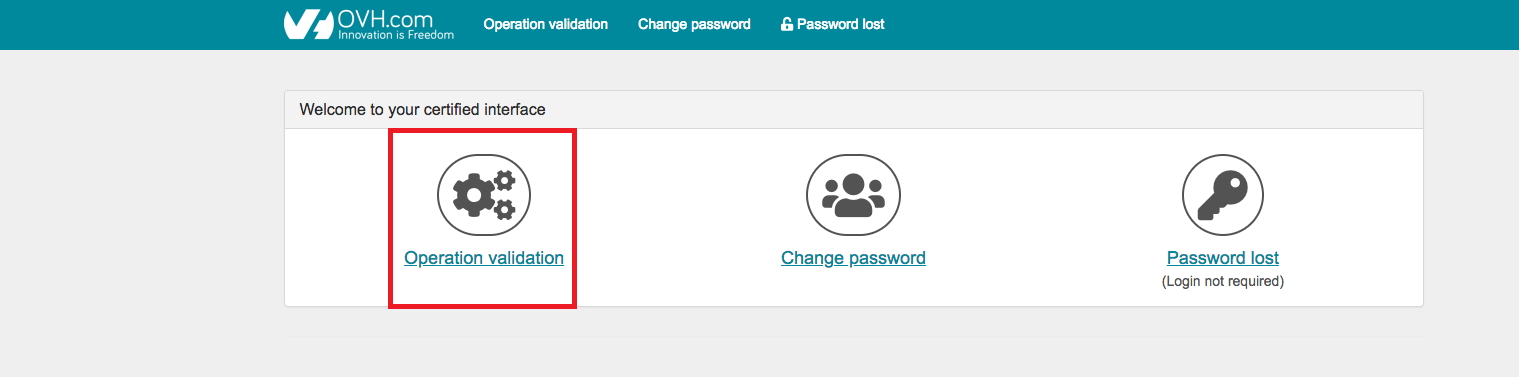 OVH.com
Innovation is Freedom
Operation validation
Change password
Password lost
Welcome to your certified interface
Operation validation
Change password
Password lost
(Login not required)